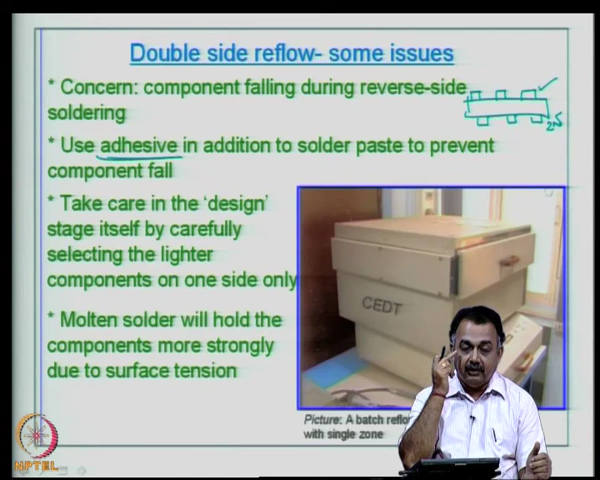 Double side reflow- some issues
* Concern: component falling during reverse-side
soldering
* Use adhesive in addition to solder paste to prevent
component fall
* Take care in the 'design'
stage itself by carefully
selecting the lighter
components on one side only
* Molten solder will hold the
components more strongly
due to surface tension
CEDT
Picture: A batch
with single zone
NPTEL